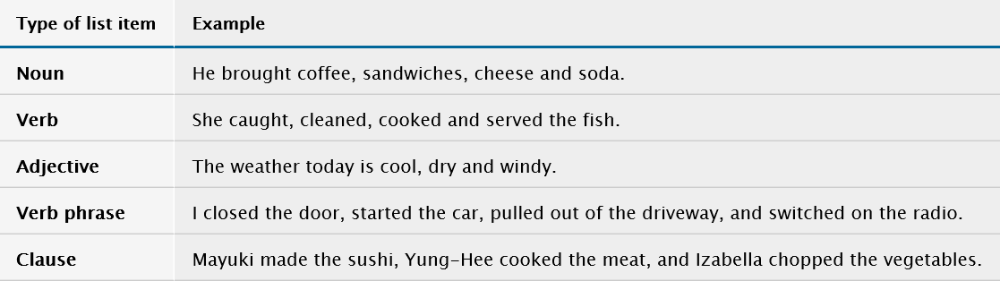 Type of list item Example
Noun He brought coffee, sandwiches, cheese and soda.
Verb She caught, cleaned, cooked and served the fish.
Adjective The weather today is cool, dry and windy.
Verb phrase I closed the door, started the car, pulled out of the driveway, and switched on the radio.
Clause Mayuki made the sushi, Yung-Hee cooked the meat, and Izabella chopped the vegetables.